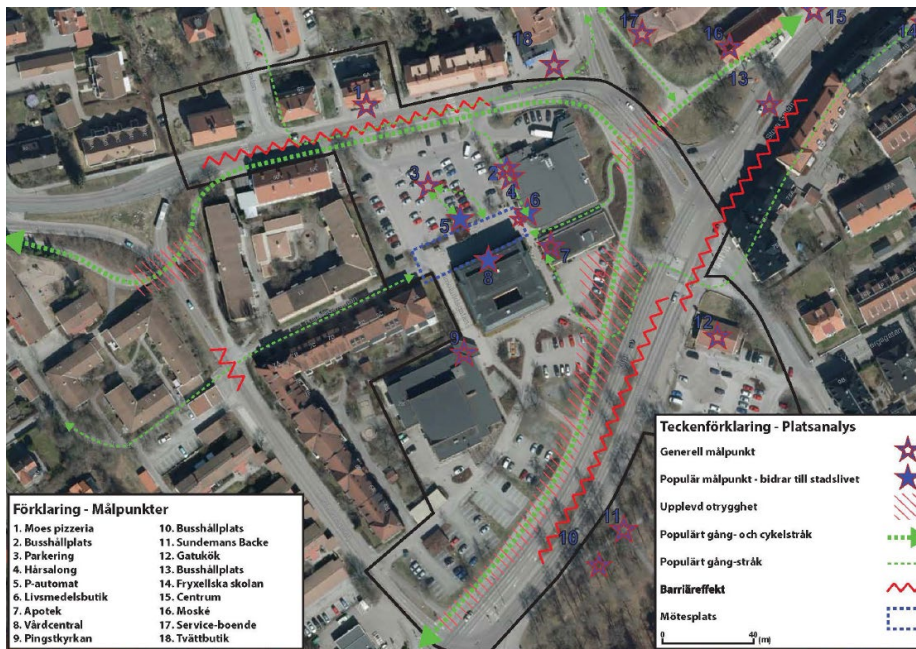 17
15
16
14
18
13
1
2
3
4
6
5
7
8
12
9
11
10
Förklaring - Målpunkter
1. Moes pizzeria
2. Busshållplats
3. Parkering
4. Hårsalong
5. P-automat
6. Livsmedelsbutik
7. Apotek
8. Vårdcentral
9. Pingstkyrkan
10. Busshållplats
11. Sundemans Backe
12. Gatukök
13. Busshållplats
14. Fryxellska skolan
15. Centrum
16. Moské
17. Service-boende
18. Tvättbutik
Teckenförklaring - Platsanalys
Generell målpunkt
Populär målpunkt - bidrar till stadslivet
Upplevd otrygghet
Populärt gång- och cykelstråk
Populärt gång-stråk
Barriäreffekt
Mötesplats
0 40 (m)